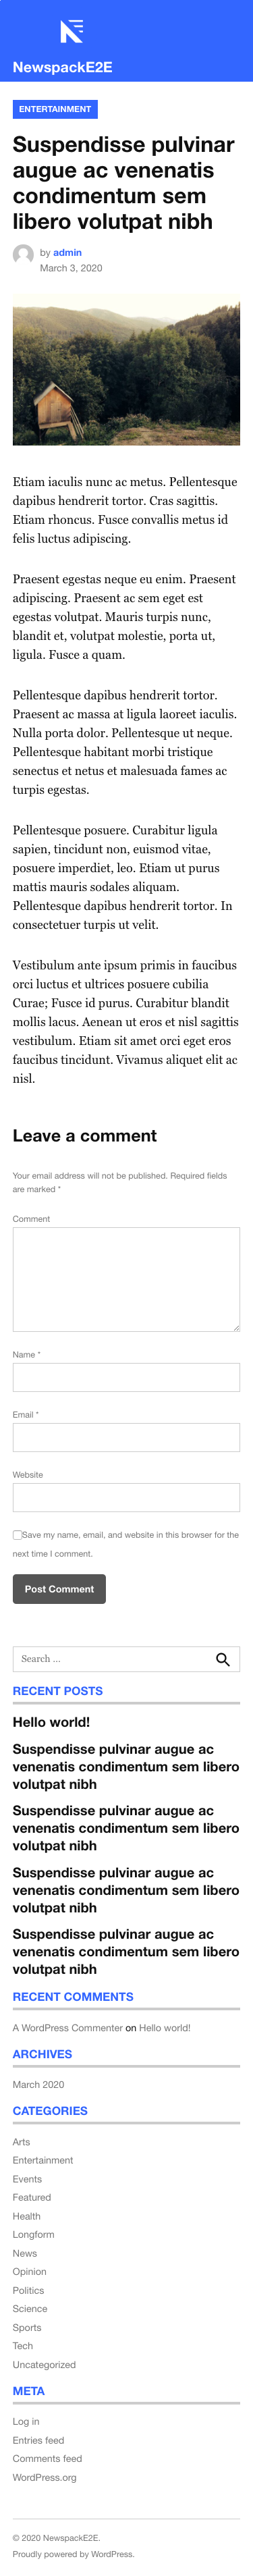 NewspackE2E
ENTERTAINMENT
Suspendisse pulvinar
augue ac venenatis
condimentum sem
libero volutpat nibh
by admin
March 3, 2020
Etiam iaculis nunc ac metus. Pellentesque
dapibus hendrerit tortor. Cras sagittis.
Etiam rhoncus. Fusce convallis metus id
felis luctus adipiscing.
Praesent egestas neque eu enim. Praesent
adipiscing. Praesent ac sem eget est
egestas volutpat. Mauris turpis nunc,
blandit et, volutpat molestie, porta ut,
ligula. Fusce a quam.
Pellentesque dapibus hendrerit tortor.
Praesent ac massa at ligula laoreet iaculis.
Nulla porta dolor. Pellentesque ut neque.
Pellentesque habitant morbi tristique
senectus et netus et malesuada fames ac
turpis egestas.
Pellentesque posuere. Curabitur ligula
sapien, tincidunt non, euismod vitae,
posuere imperdiet, leo. Etiam ut purus
mattis mauris sodales aliquam.
Pellentesque dapibus hendrerit tortor. In
consectetuer turpis ut velit.
Vestibulum ante ipsum primis in faucibus
orci luctus et ultrices posuere cubilia
Curae; Fusce id purus. Curabitur blandit
mollis lacus. Aenean ut eros et nisl sagittis
vestibulum. Etiam sit amet orci eget eros
faucibus tincidunt. Vivamus aliquet elit ac
nisl.
Leave a comment
Your email address will not be published. Required fields
are marked *
Comment
Name *
Email *
Website
Save my name, email, and website in this browser for the
next time I comment.
Post Comment
Search ...
RECENT POSTS
Hello world!
Suspendisse pulvinar augue ac
venenatis condimentum sem libero
volutpat nibh
Suspendisse pulvinar augue ac
venenatis condimentum sem libero
volutpat nibh
Suspendisse pulvinar augue ac
venenatis condimentum sem libero
volutpat nibh
Suspendisse pulvinar augue ac
venenatis condimentum sem libero
volutpat nibh
RECENT COMMENTS
A WordPress Commenter on Hello world!
ARCHIVES
March 2020
CATEGORIES
Arts
Entertainment
Events
Featured
Health
Longform
News
Opinion
Politics
Science
Sports
Tech
Uncategorized
META
Log in
Entries feed
Comments feed
WordPress.org
© 2020 NewspackE2E.
Proudly powered by WordPress.